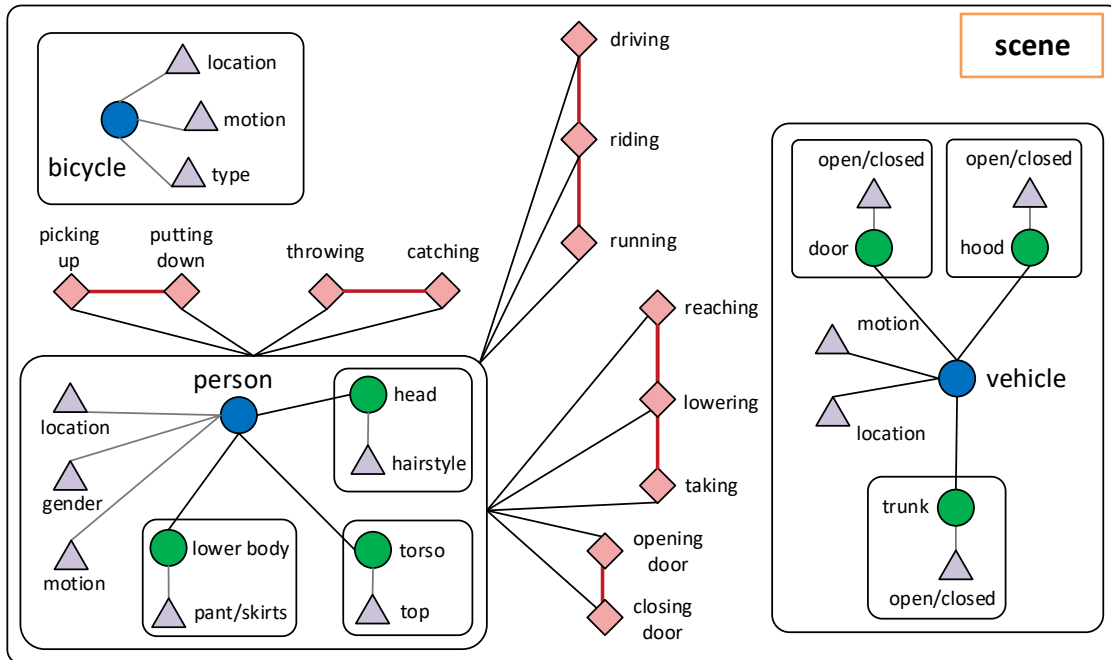 scene
location
motion
type
bicycle
driving
riding
running
picking
up
putting
down
throwing
catching
reaching
lowering
taking
opening
door
closing
door
person
location
gender
motion
head
hairstyle
lower body
pant/skirts
torso
top
open/closed
open/closed
door
hood
motion
location
vehicle
trunk
open/closed